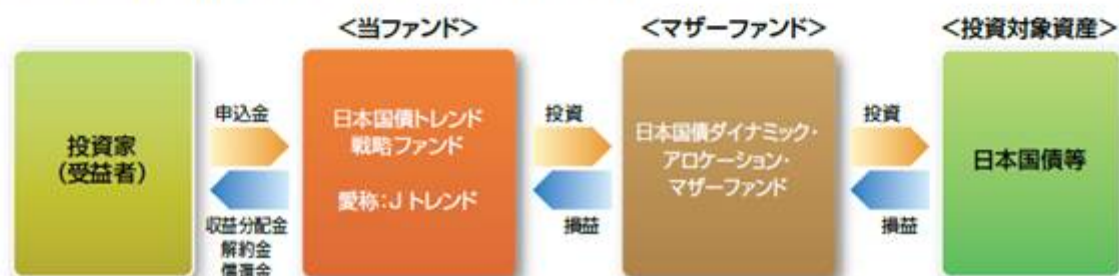 <当ファンド>
<マザーファンド>
<投資対象資産>
投資家
(受益者)
申込金
収益分配金
解約金
償還金
日本国債トレンド
戦略ファンド
愛称:Jトレンド
投資
損益
日本国債ダイナミック・
アロケーション・
マザーファンド
投資
損益
日本国債等